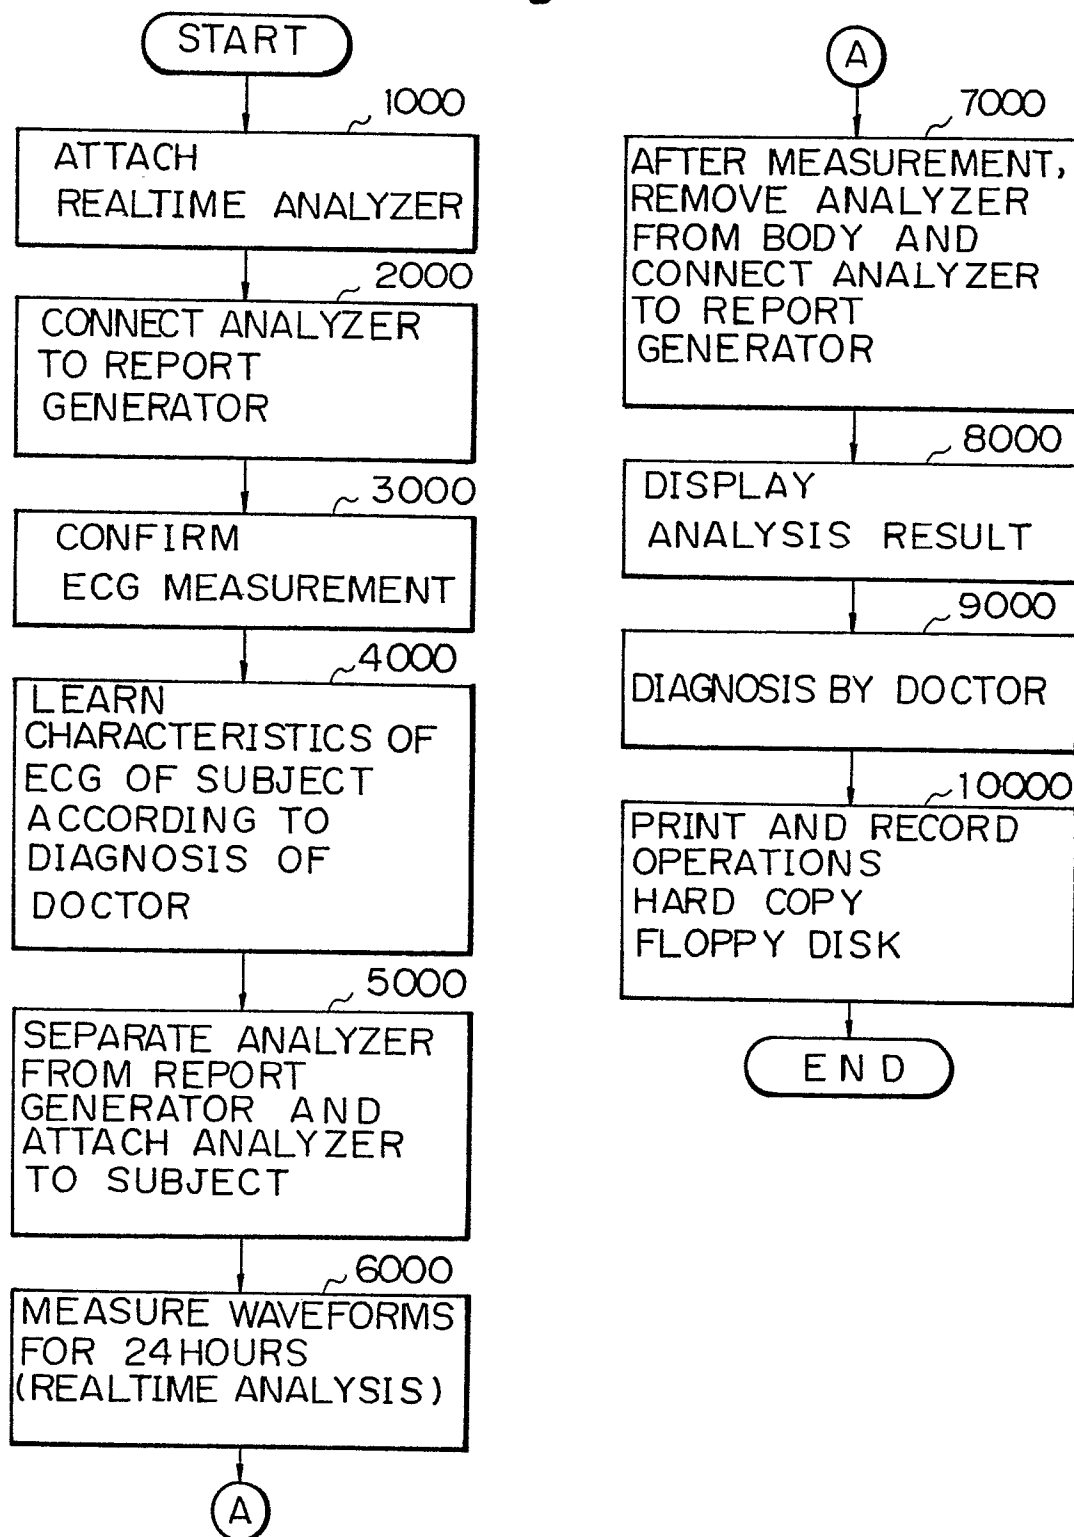 START
1000
ATTACH
REALTIME ANALYZER
2000
CONNECT ANALYZER
TO REPORT
GENERATOR
3000
CONFIRM
ECG MEASUREMENT
4000
LEARN
CHARACTERISTICS OF
ECG OF SUBJECT
ACCORDING TO
DIAGNOSIS OF
DOCTOR
5000
SEPARATE ANALYZER
FROM REPORT
GENERATOR AND
ATTACH ANALYZER
TO SUBJECT
6000
MEASURE WAVEFORMS
FOR 24 HOURS
(REALTIME ANALYSIS)
A
A
7000
AFTER MEASUREMENT,
REMOVE ANALYZER
FROM BODY AND
CONNECT ANALYZER
TO REPORT
GENERATOR
8000
DISPLAY
ANALYSIS RESULT
9000
DIAGNOSIS BY DOCTOR
10000
PRINT AND RECORD
OPERATIONS
HARD COPY
FLOPPY DISK
END